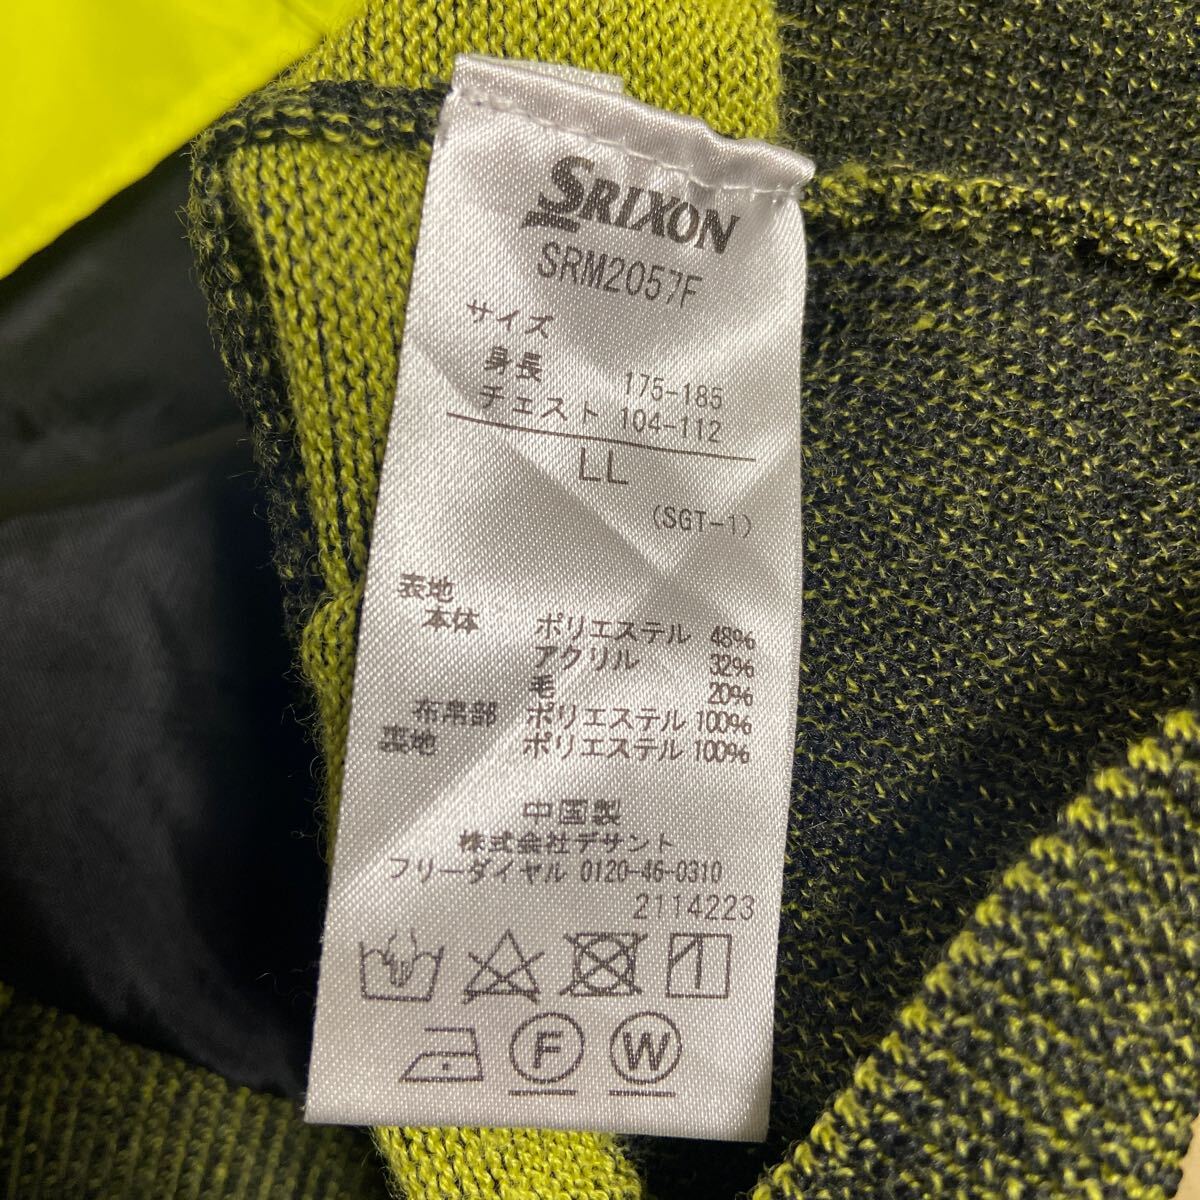 SRIXON
SRM2057F
サイズ
身長 175-185
チェスト 104-112
LL
(SGT-1)
表地
本体 ポリエステル 48%
アクリル 32%
毛 20%
布帛部 ポリエステル 100%
裏地 ポリエステル 100%
中国製
株式会社デサント
フリーダイヤル 0120-46-0310
2114223
F W